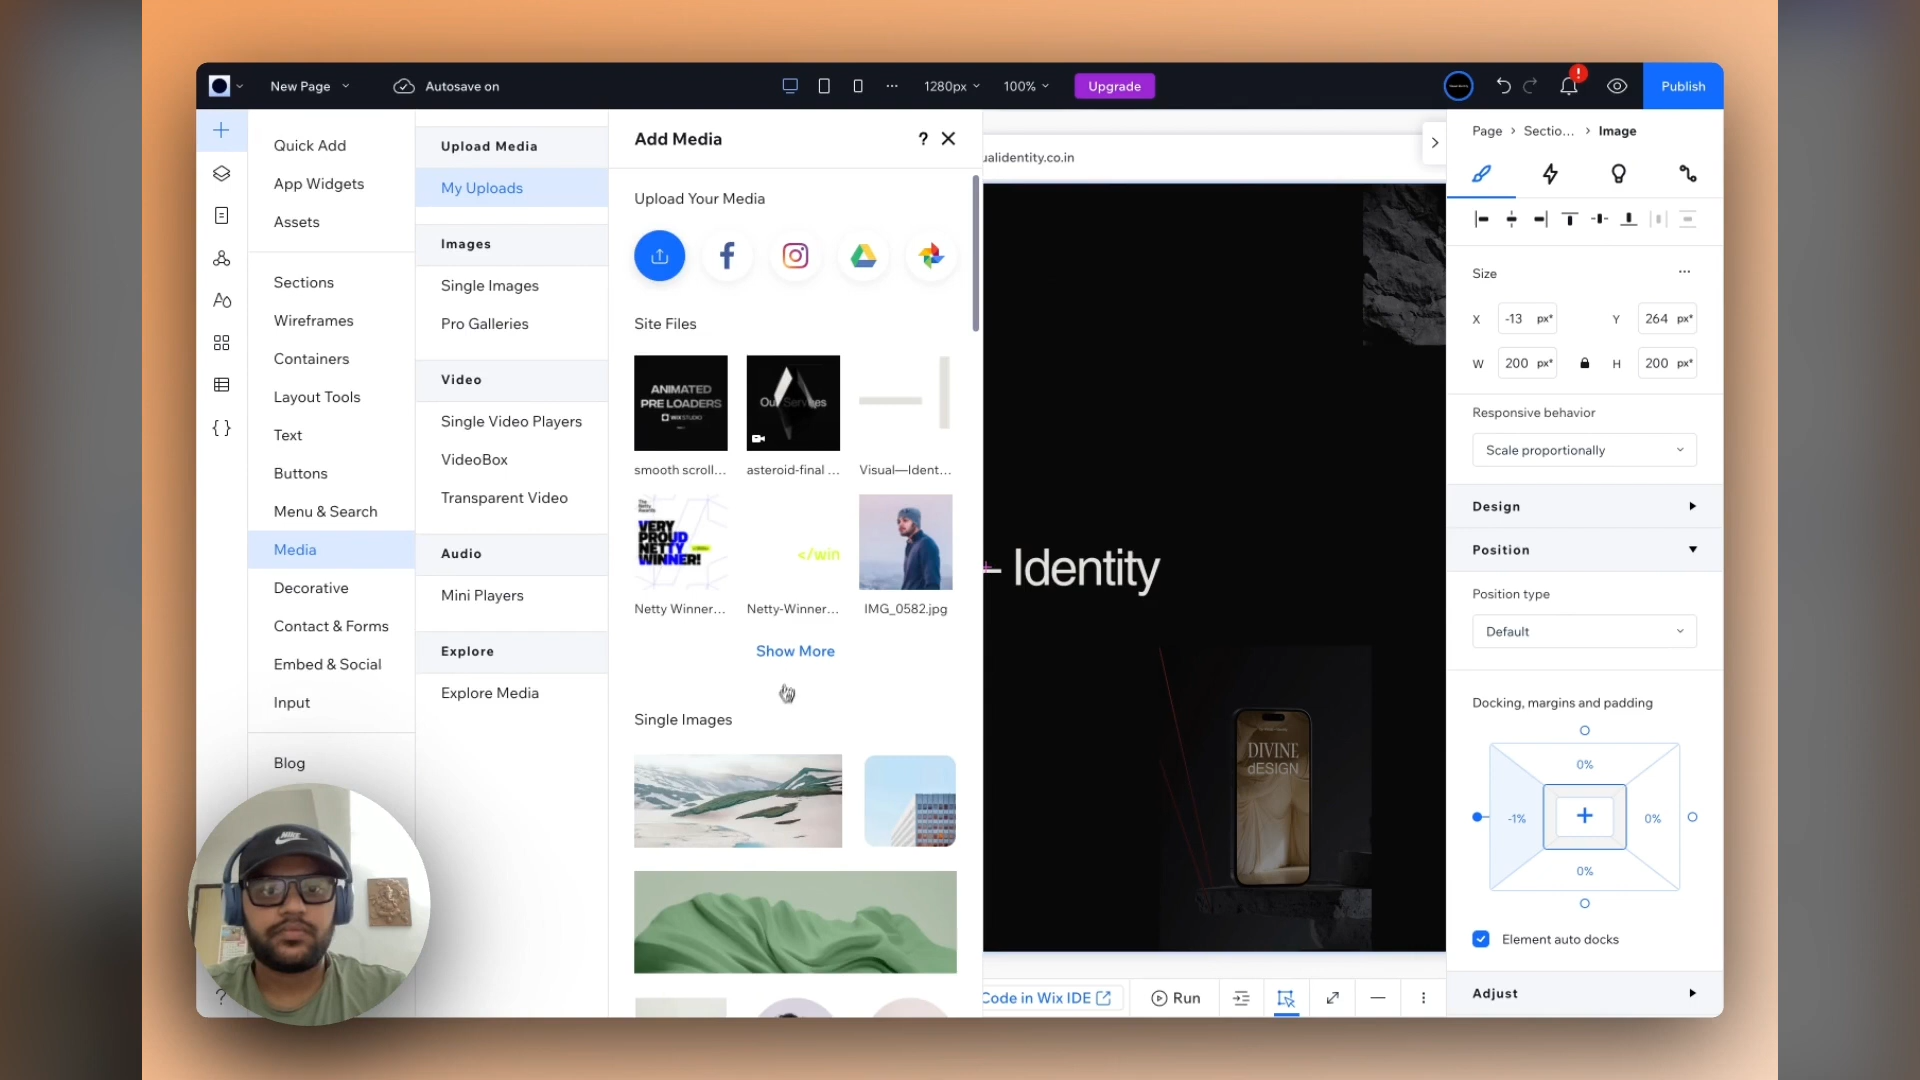 New Page
Autosave on
1280px
100%
Upgrade
!
Publish
Quick Add
App Widgets
Assets
Sections
Wireframes
Containers
Layout Tools
Text
Buttons
Menu & Search
Media
Decorative
Contact & Forms
Embed & Social
Input
Blog
?
Upload Media
My Uploads
Images
Single Images
Pro Galleries
Video
Single Video Players
VideoBox
Transparent Video
Audio
Mini Players
Explore
Explore Media
Add Media
?
Upload Your Media
Site Files
ANIMATED
PRE LOADERS
WIX STUDIO
Our Services
smooth scroll...
asteroid-final ...
Visual—Ident...
VERY
PROUD
NETTY
WINNER!
</win
Netty Winner...
Netty-Winner...
IMG_0582.jpg
Show More
Single Images
ualidentity.co.in
– Identity
DIVINE
dESIGN
Code in Wix IDE
Run
Page > Sectio... > Image
Size
X -13 px*
Y 264 px*
W 200 px*
H 200 px*
Responsive behavior
Scale proportionally
Design
Position
Position type
Default
Docking, margins and padding
0%
-1%
0%
0%
Element auto docks
Adjust
NIKE